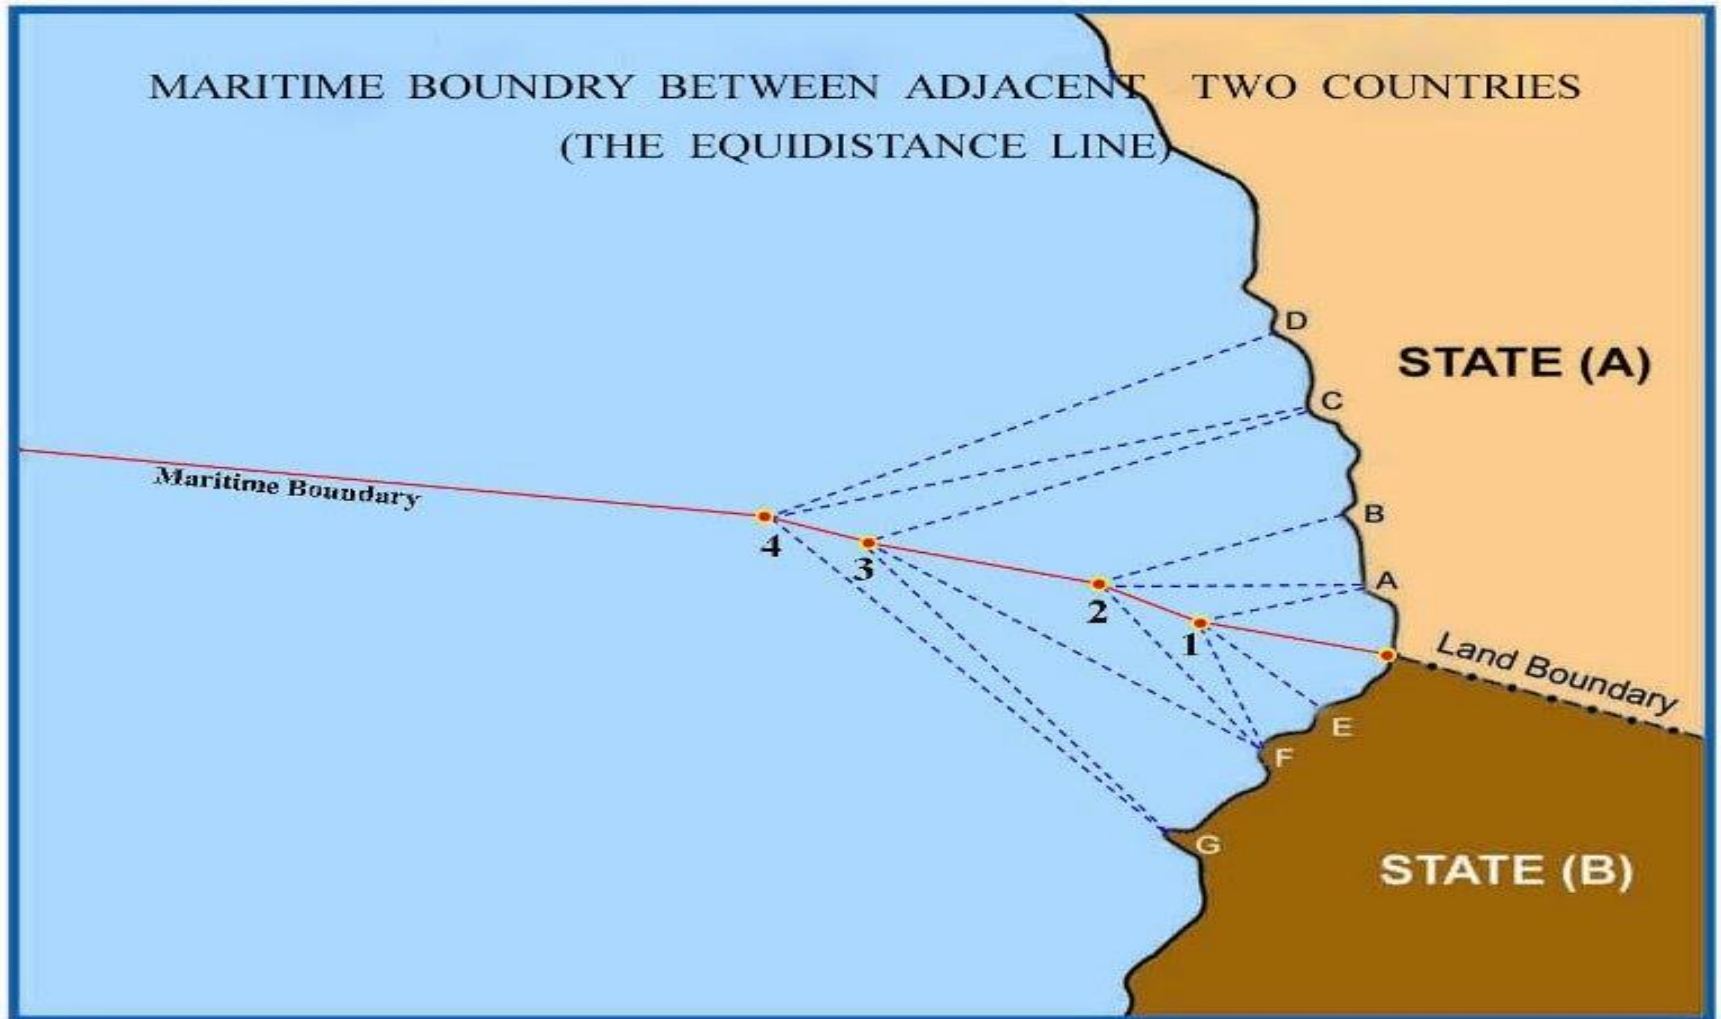 MARITIME BOUNDRY BETWEEN ADJACENT TWO COUNTRIES
(THE EQUIDISTANCE LINE)
D
STATE (A)
C
Maritime Boundary
B
4
3
A
2
1
Land Boundary
E
F
G
STATE (B)